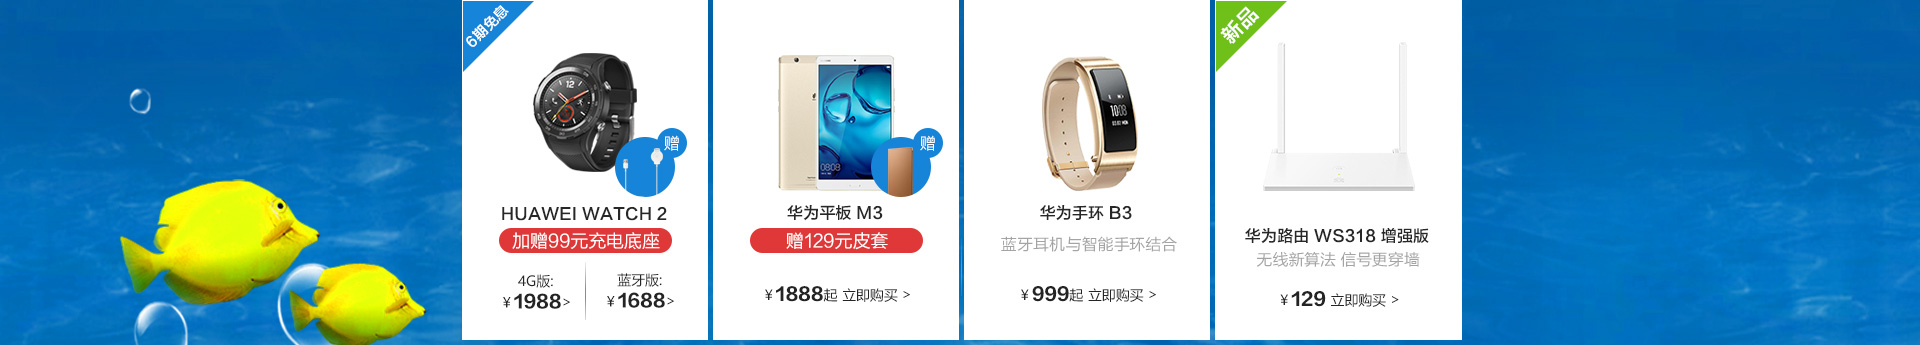 6期免息
赠
HUAWEI WATCH 2
加赠99元充电底座
4G版:
¥1988>
蓝牙版:
¥1688>
赠
08:08
华为平板 M3
赠129元皮套
¥1888起 立即购买 >
10:08
华为手环 B3
蓝牙耳机与智能手环结合
¥999起 立即购买 >
新品
华为路由 WS318 增强版
无线新算法 信号更穿墙
¥129 立即购买 >